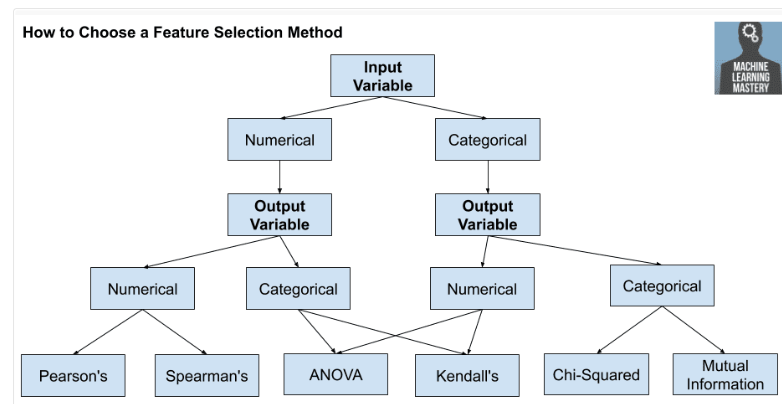 How to Choose a Feature Selection Method
MACHINE
LEARNING
MASTERY
Input
Variable
Numerical
Categorical
Output
Variable
Output
Variable
Numerical
Categorical
Numerical
Categorical
Pearson's
Spearman's
ANOVA
Kendall's
Chi-Squared
Mutual
Information